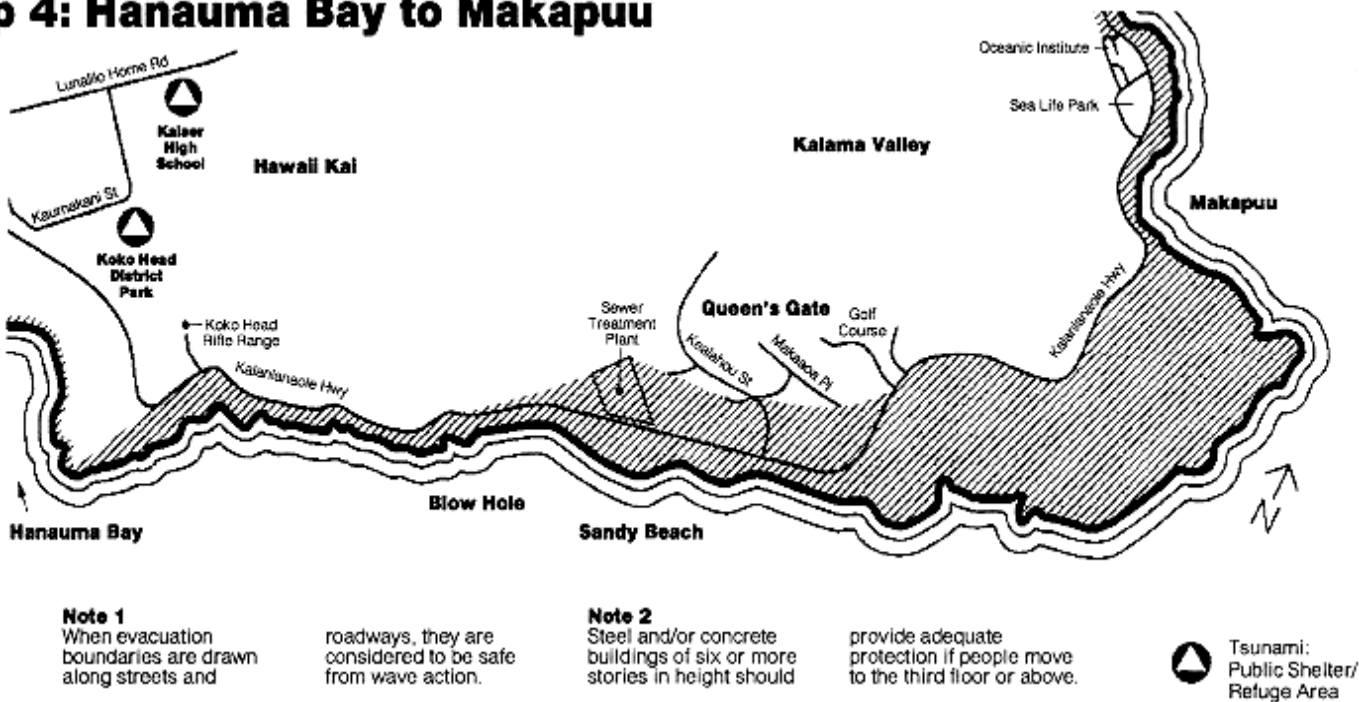 p 4: Hanauma Bay to Makapuu
Oceanic Institute
Lunalilo Home Rd
Sea Life Park
Kaiser
High
School
Hawaii Kai
Kalama Valley
Kaumakani St
Makapuu
Koko Head
District
Park
Koko Head
Rifle Range
Sewer
Treatment
Plant
Queen's Gate
Golf
Course
Kalanianaole Hwy
Kealahou St
Makaaoa Pl
Kalanianaole Hwy
Blow Hole
Hanauma Bay
Sandy Beach
N
Note 1
When evacuation
boundaries are drawn
along streets and
roadways, they are
considered to be safe
from wave action.
Note 2
Steel and/or concrete
buildings of six or more
stories in height should
provide adequate
protection if people move
to the third floor or above.
Tsunami:
Public Shelter/
Refuge Area